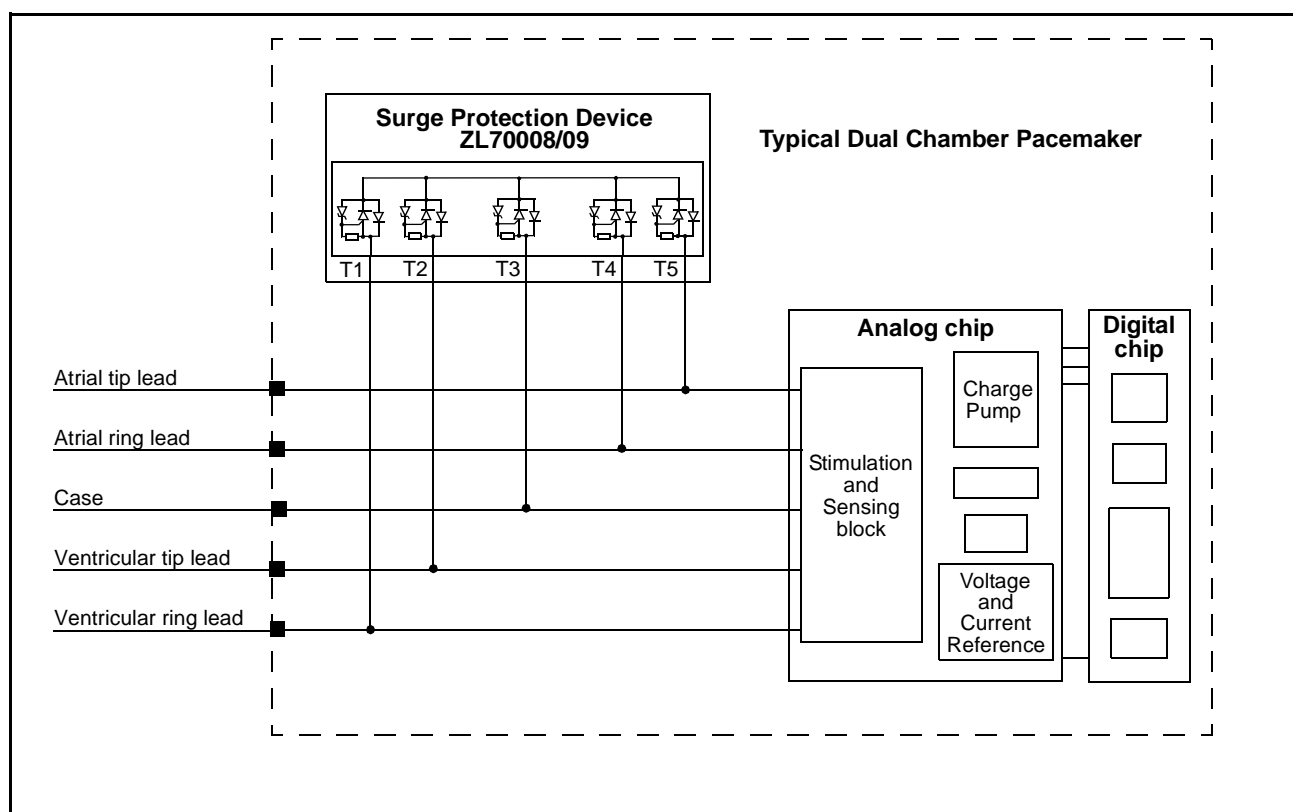 Surge Protection Device
ZL70008/09
Typical Dual Chamber Pacemaker
T1 T2 T3 T4 T5
Analog chip
Digital
chip
Charge
Pump
Stimulation
and
Sensing
block
Voltage
and
Current
Reference
Atrial tip lead
Atrial ring lead
Case
Ventricular tip lead
Ventricular ring lead